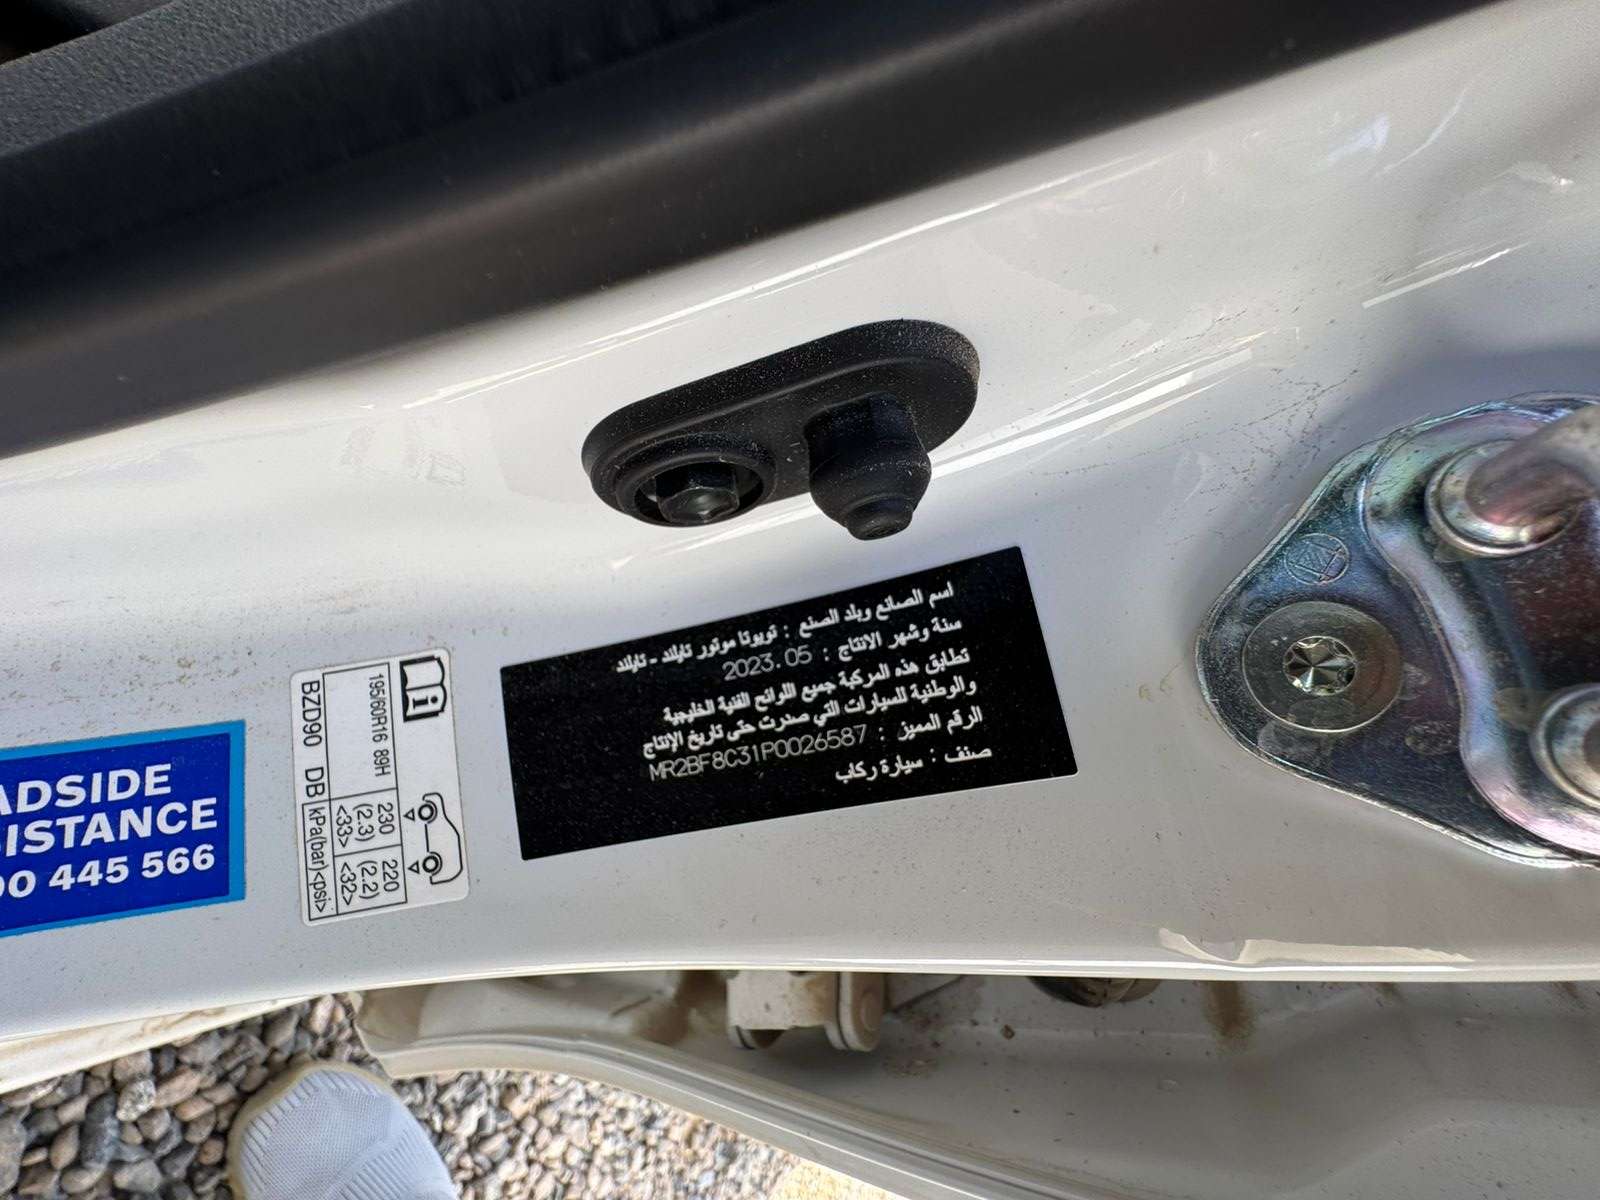 اسم الصانع وبلد الصنع : تويوتا موتور تايلند - تايلند
سنة وشهر الانتاج : 2023.05
تطابق هذه المركبة جميع اللوائح الفنية الخليجية
والوطنية للسيارات التي صدرت حتى تاريخ الإنتاج
الرقم المميز : MR2BF8C31P0026587
صنف : سيارة ركاب
195/60R16 89H
230
(2.3)
<33>
220
(2.2)
<32>
BZD90 DB
kPa(bar)<psi>
ADSIDE
ISTANCE
00 445 566